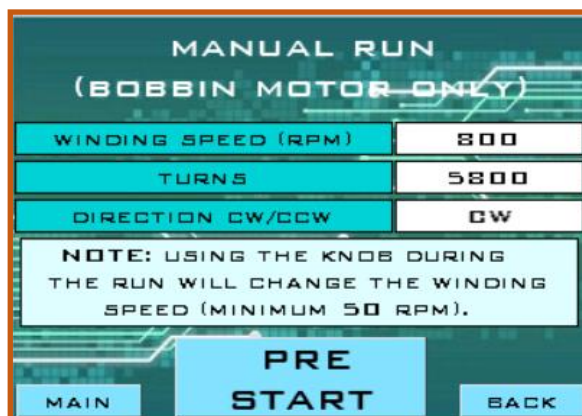 MANUAL RUN
(BOBBIN MOTOR ONLY)
WINDING SPEED (RPM) 800
TURNS 5800
DIRECTION CW/CCW CW
NOTE: USING THE KNOB DURING
THE RUN WILL CHANGE THE WINDING
SPEED (MINIMUM 50 RPM).
PRE
START
MAIN
BACK